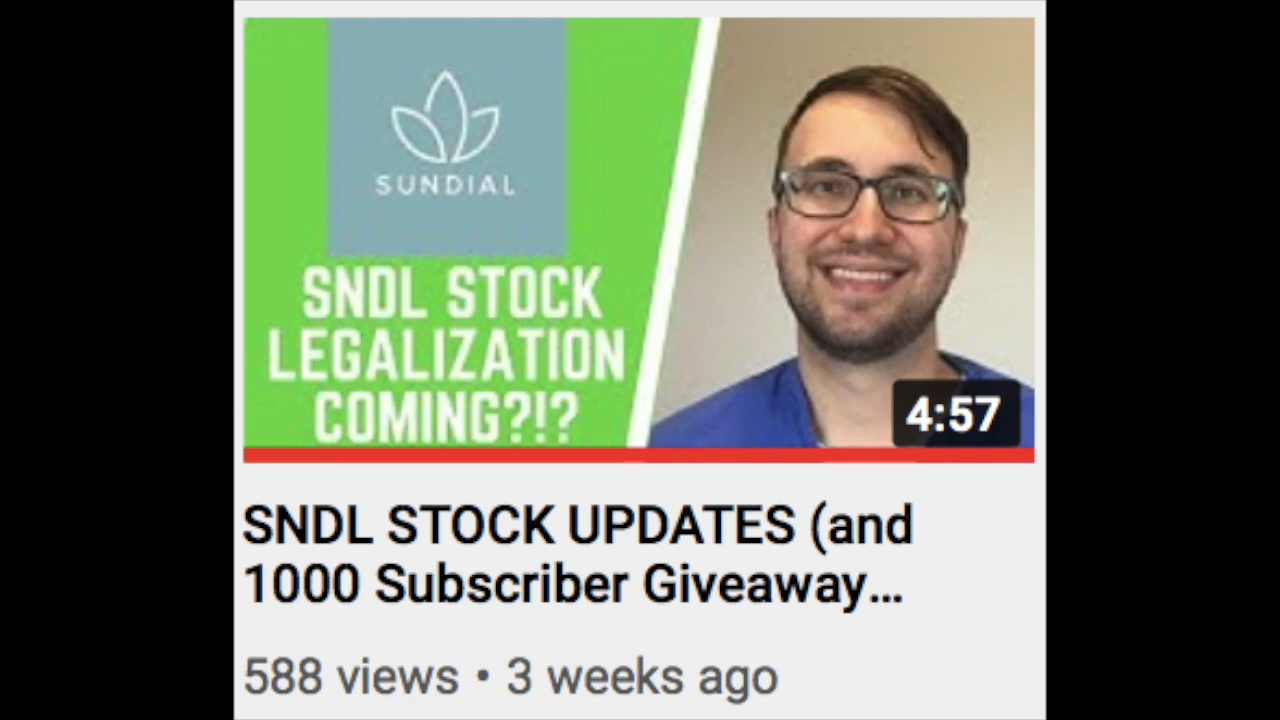 SUNDIAL
SNDL STOCK
LEGALIZATION
COMING?!?
4:57
SNDL STOCK UPDATES (and
1000 Subscriber Giveaway...
588 views • 3 weeks ago